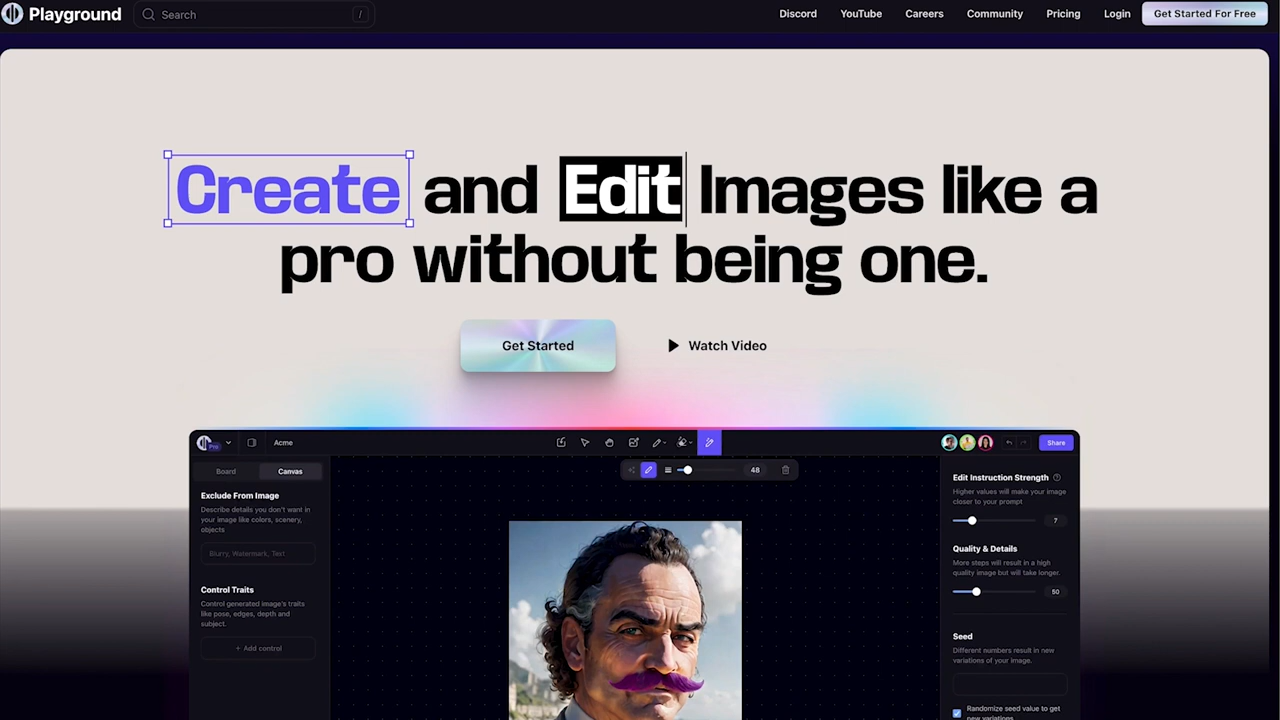 Playground
Search
/
Discord
YouTube
Careers
Community
Pricing
Login
Get Started For Free
Create and Edit Images like a
pro without being one.
Get Started
Watch Video
Pro
Acme
Share
Board
Canvas
48
Exclude From Image
Describe details you don't want in
your image like colors, scenery,
objects
Blurry, Watermark, Text
Control Traits
Control generated image's traits
like pose, edges, depth and
subject.
+ Add control
Edit Instruction Strength
Higher values will make your image
closer to your prompt
7
Quality & Details
More steps will result in a high
quality image but will take longer.
50
Seed
Different numbers result in new
variations of your image.
Randomize seed value to get
new variations